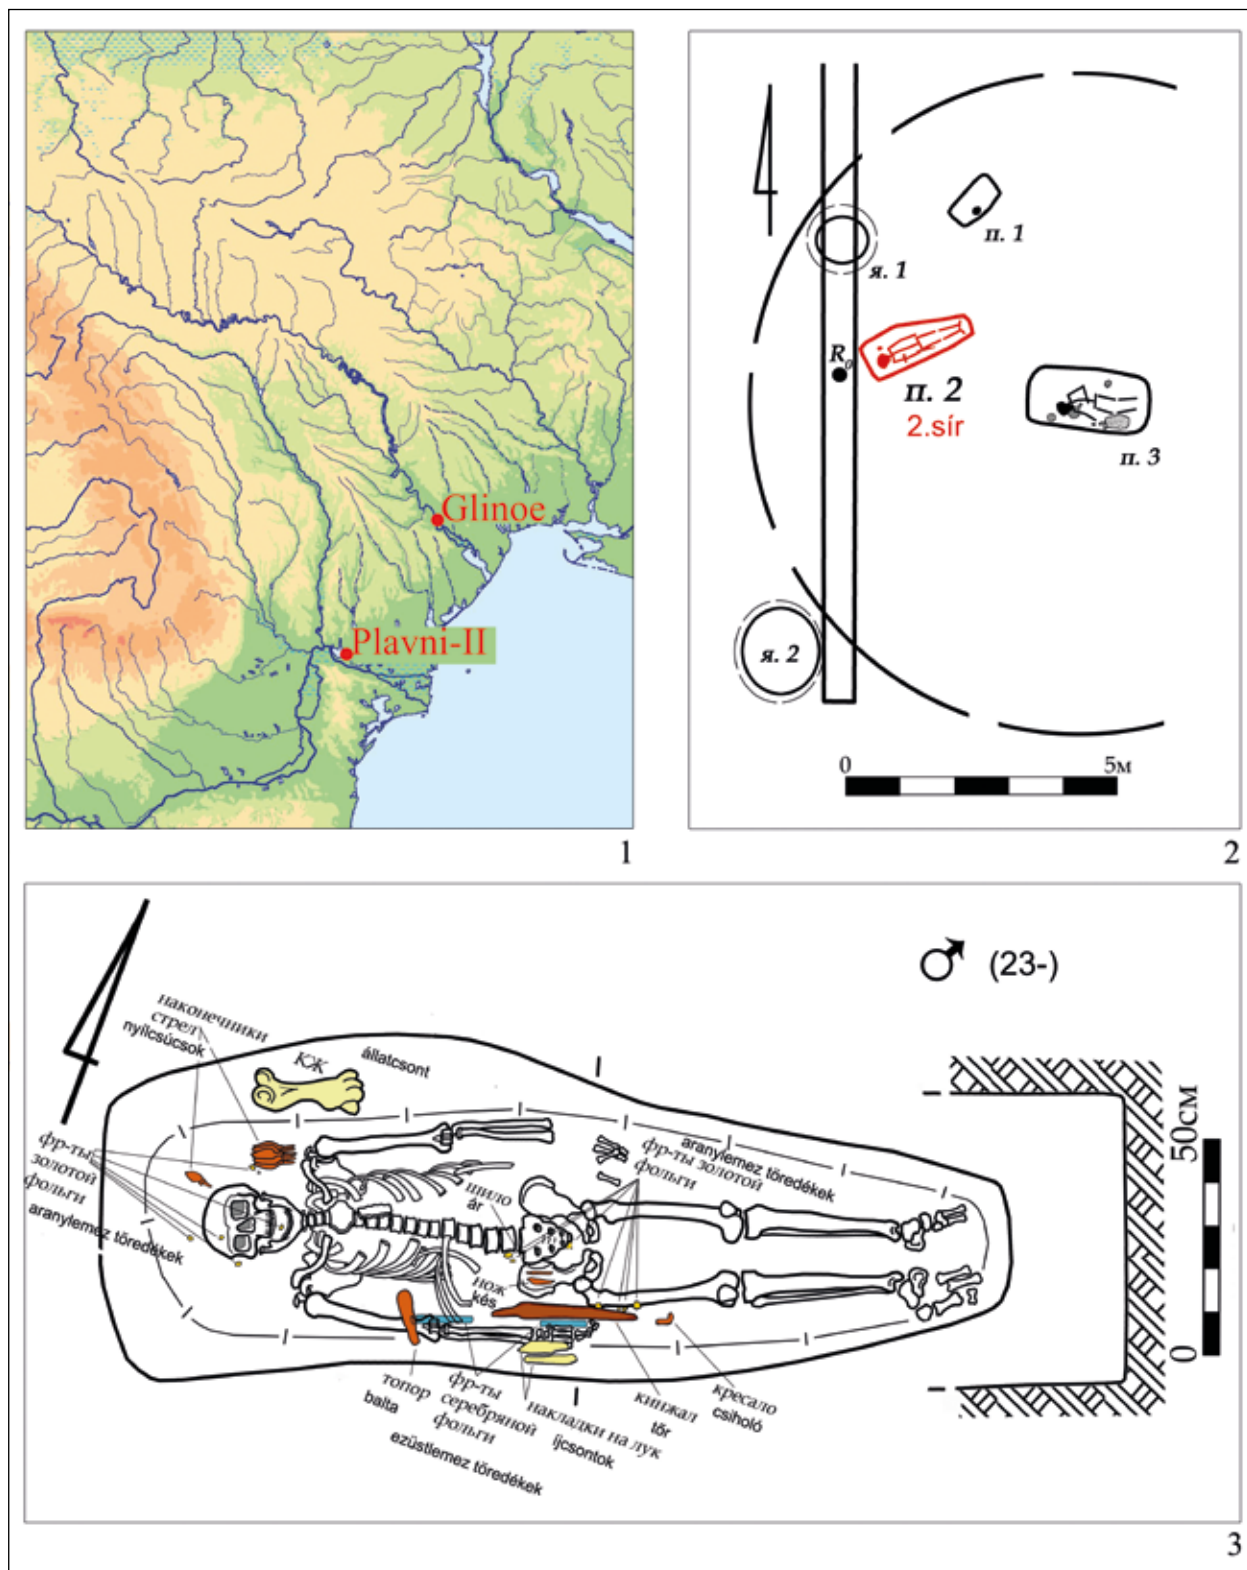 Glinoe
Plavni-II
1
п. 1
я. 1
R₀
п. 2
2.sír
п. 3
я. 2
0
5м
2
♂ (23-)
наконечники
стрел
nyílcsúcsok
КЖ
állatcsont
фр-ты
золотой
фольги
aranylemez töredékek
шило
ár
aranylemez töredékek
фр-ты золотой
фольги
нож
kés
топор
balta
фр-ты
серебряной
фольги
ezüstlemez töredékek
накладки на лук
íjcsontok
кинжал
tőr
кресало
csiholó
50см
0
3